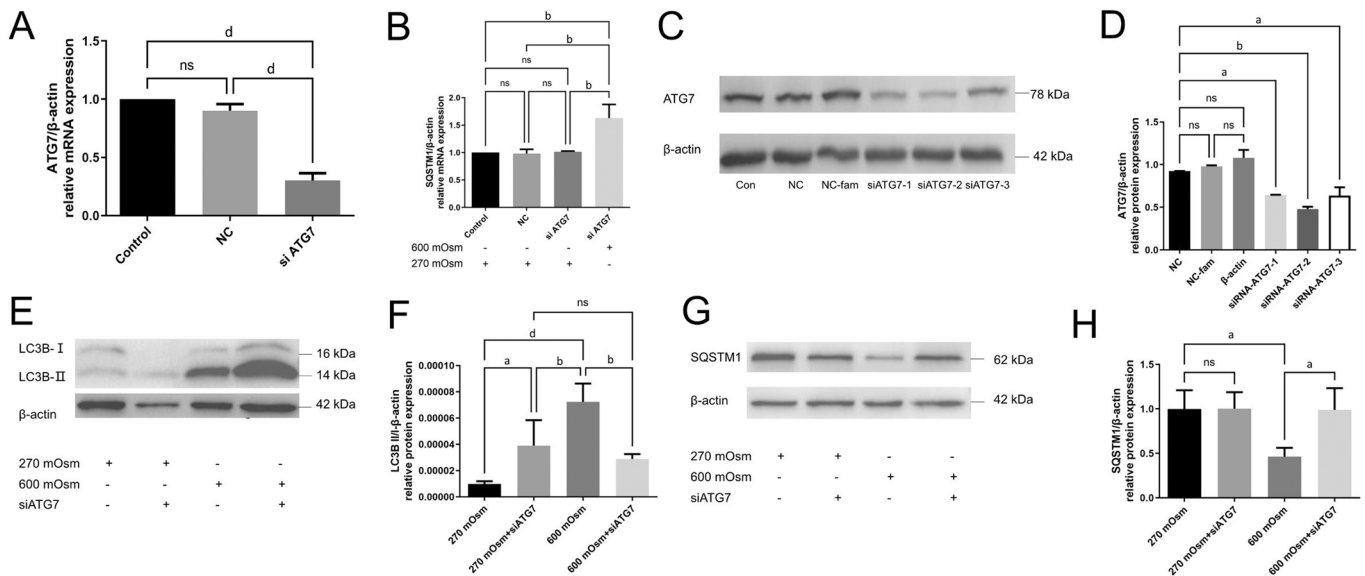 A
ATG7/β-actin
relative mRNA expression
1.5
1.0
0.5
0.0
d
ns
d
Control
NC
si ATG7
B
SQSTM1/β-actin
relative mRNA expression
2.0
1.5
1.0
0.5
0.0
b
b
ns
ns
ns
b
Control
NC
si ATG7
si ATG7
600 mOsm - - - +
270 mOsm + + + -
C
ATG7
78 kDa
β-actin
42 kDa
Con NC NC-fam siATG7-1 siATG7-2 siATG7-3
D
ATG7/β-actin
relative protein expression
1.5
1.0
0.5
0.0
a
b
a
ns
ns
ns
NC
NC-fam
β-actin
siRNA-ATG7-1
siRNA-ATG7-2
siRNA-ATG7-3
E
LC3B-Ⅰ
16 kDa
LC3B-Ⅱ
14 kDa
β-actin
42 kDa
270 mOsm + + - -
600 mOsm - - + +
siATG7 - + - +
F
LC3B II/I-β-actin
relative protein expression
0.00010
0.00008
0.00006
0.00004
0.00002
0.00000
ns
d
a
b
b
270 mOsm
270 mOsm+siATG7
600 mOsm
600 mOsm+siATG7
G
SQSTM1
62 kDa
β-actin
42 kDa
270 mOsm + + - -
600 mOsm - - + +
siATG7 - + - +
H
SQSTM1/β-actin
relative protein expression
1.5
1.0
0.5
0.0
a
ns
a
270 mOsm
270 mOsm+siATG7
600 mOsm
600 mOsm+siATG7